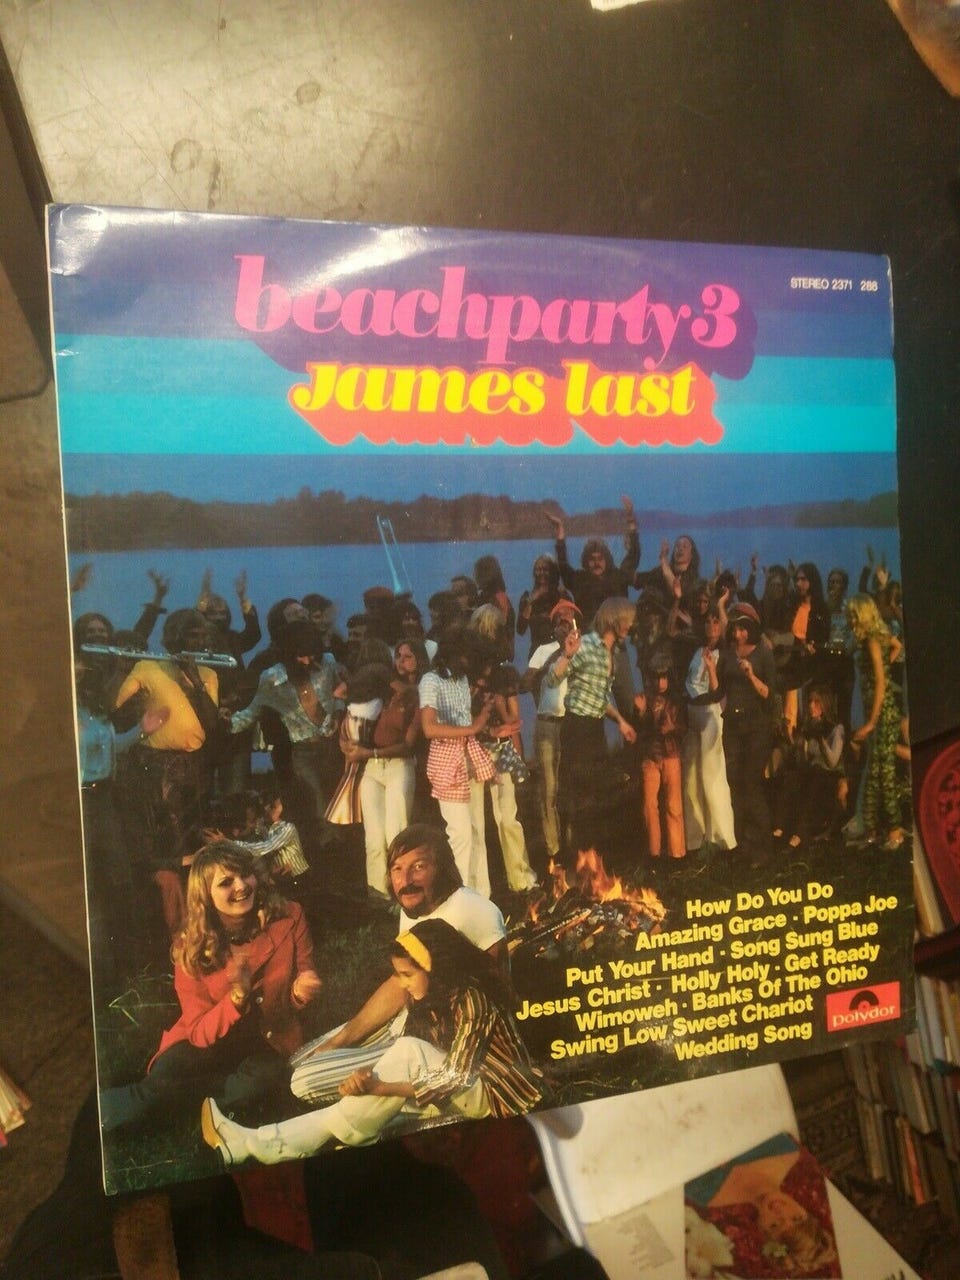 beachparty 3
STEREO 2371 288
James last
How Do You Do
Amazing Grace · Poppa Joe
Put Your Hand · Song Sung Blue
Jesus Christ · Holly Holy · Get Ready
Wimoweh · Banks Of The Ohio
Swing Low Sweet Chariot
Wedding Song
polydor